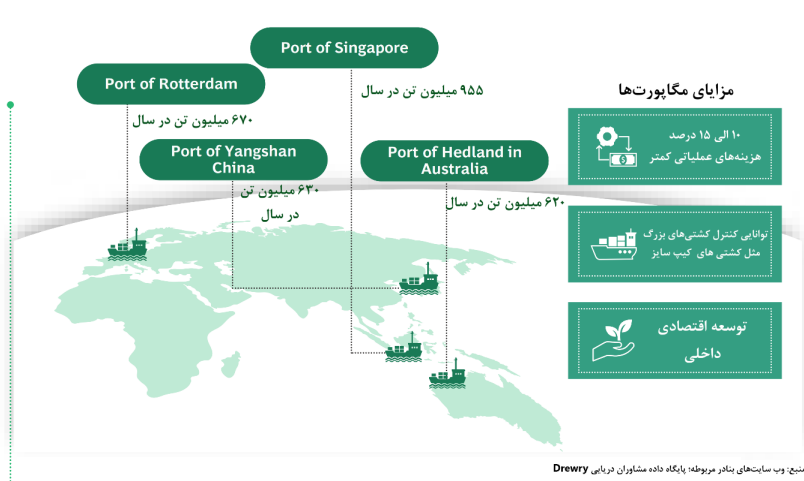 Port of Singapore
۹۵۵ میلیون تن در سال
Port of Rotterdam
۶۷۰ میلیون تن در سال
Port of Yangshan
China
۶۳۰ میلیون تن
در سال
Port of Hedland in
Australia
۶۲۰ میلیون تن در سال
مزایای مگاپورت‌ها
۱۰ الی ۱۵ درصد
هزینه‌های عملیاتی کمتر
توانایی کنترل کشتی‌های بزرگ
مثل کشتی های کیپ سایز
توسعه اقتصادی
داخلی
منبع: وب سایت‌های بنادر مربوطه؛ پایگاه داده مشاوران دریایی Drewry